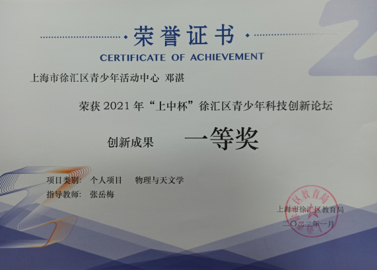 荣誉证书
CERTIFICATE OF ACHIEVEMENT
上海市徐汇区青少年活动中心 邓湛
荣获 2021 年“上中杯”徐汇区青少年科技创新论坛
创新成果 一等奖
项目类别: 个人项目 物理与天文学
指导教师: 张岳梅
上海市徐汇区教育局
二〇二一年一月